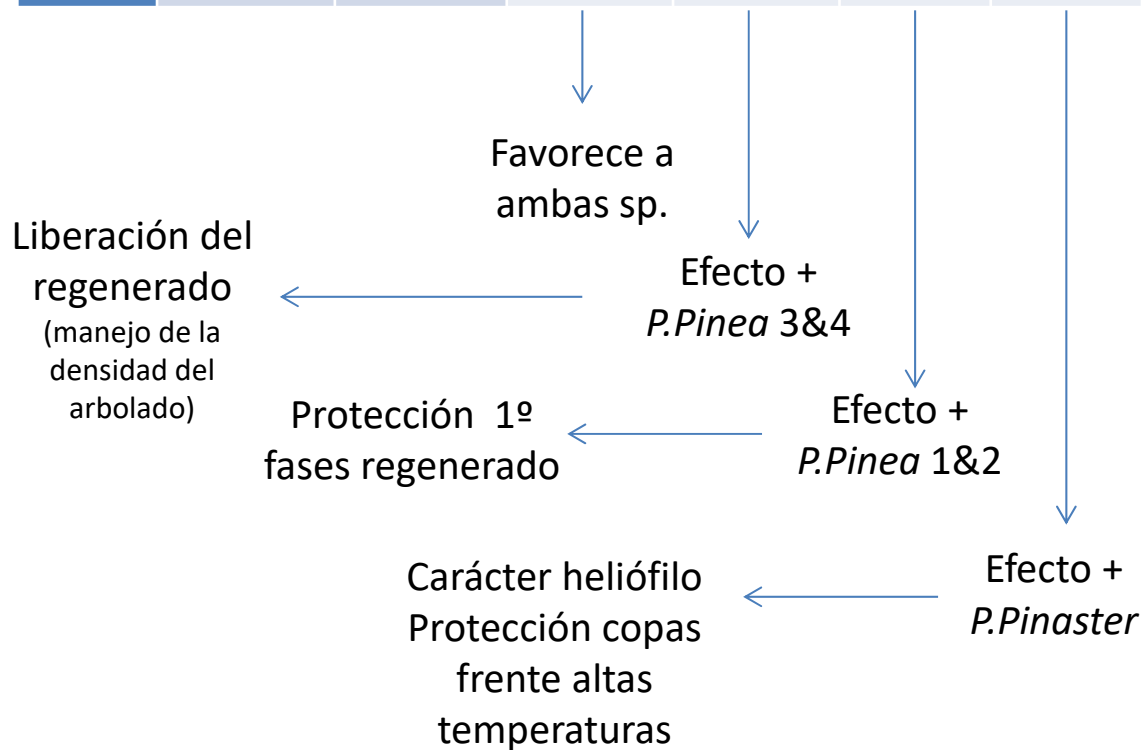 Favorece a
ambas sp.
Liberación del
regenerado
(manejo de la
densidad del
arbolado)
Efecto +
P.Pinea 3&4
Protección 1º
fases regenerado
Efecto +
P.Pinea 1&2
Carácter heliófilo
Protección copas
frente altas
temperaturas
Efecto +
P.Pinaster